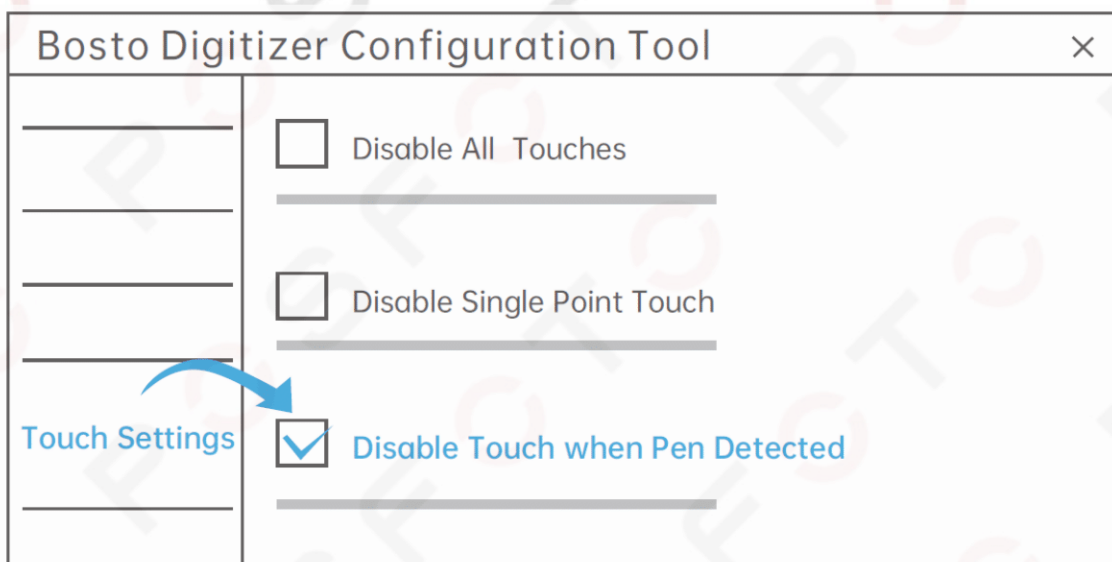 Bosto Digitizer Configuration Tool
Disable All Touches
Disable Single Point Touch
Touch Settings
Disable Touch when Pen Detected